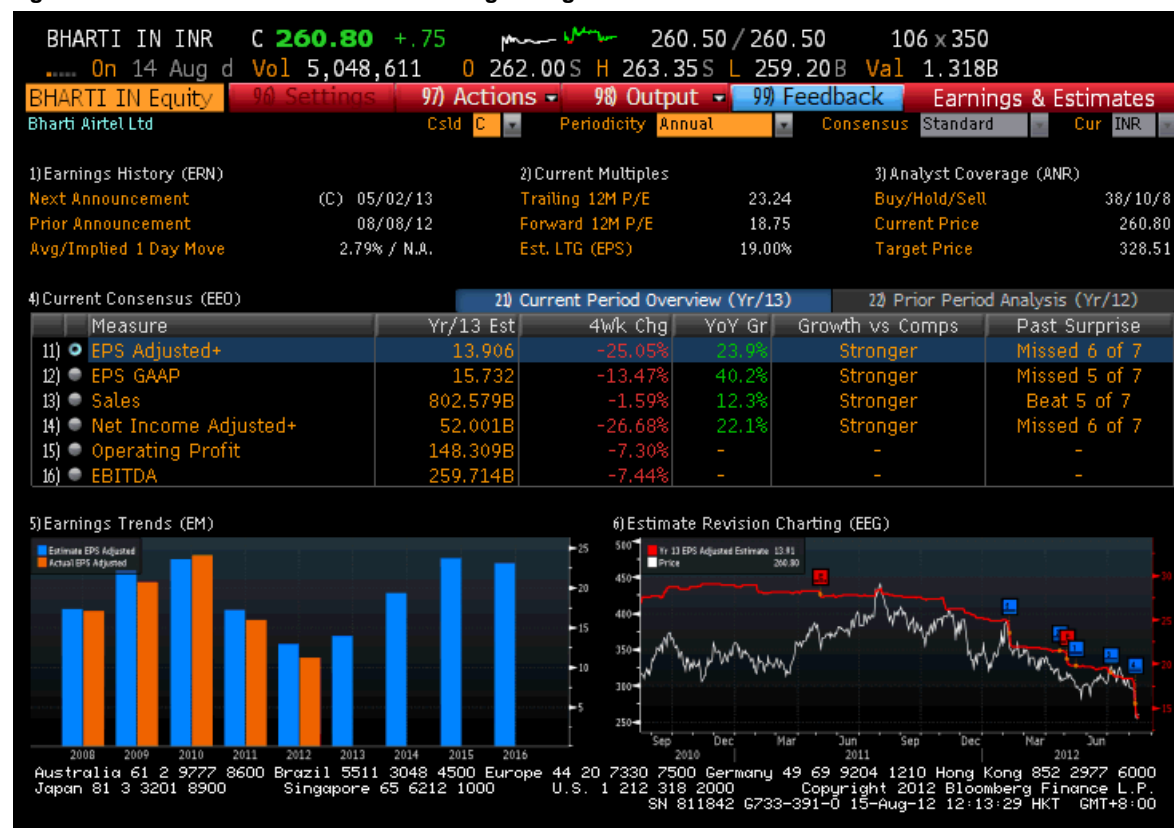 BHARTI IN INR C 260.80 +.75 260.50/260.50 106x350
On 14 Aug d Vol 5,048,611 O 262.00S H 263.35S L 259.20B Val 1.318B
BHARTI IN Equity 96) Settings 97) Actions 98) Output 99) Feedback Earnings & Estimates
Bharti Airtel Ltd Csld C Periodicity Annual Consensus Standard Cur INR
1)Earnings History (ERN) 2)Current Multiples 3)Analyst Coverage (ANR)
Next Announcement (C) 05/02/13 Trailing 12M P/E 23.24 Buy/Hold/Sell 38/10/8
Prior Announcement 08/08/12 Forward 12M P/E 18.75 Current Price 260.80
Avg/Implied 1 Day Move 2.79% / N.A. Est. LTG (EPS) 19.00% Target Price 328.51
4)Current Consensus (EEO) 21) Current Period Overview (Yr/13) 22) Prior Period Analysis (Yr/12)
Measure Yr/13 Est 4Wk Chg YoY Gr Growth vs Comps Past Surprise
11) EPS Adjusted+ 13.906 -25.05% 23.9% Stronger Missed 6 of 7
12) EPS GAAP 15.732 -13.47% 40.2% Stronger Missed 5 of 7
13) Sales 802.579B -1.59% 12.3% Stronger Beat 5 of 7
14) Net Income Adjusted+ 52.001B -26.68% 22.1% Stronger Missed 6 of 7
15) Operating Profit 148.309B -7.30% - - -
16) EBITDA 259.714B -7.44% - - -
5)Earnings Trends (EM) 6)Estimate Revision Charting (EEG)
Estimate EPS Adjusted
Actual EPS Adjusted
25
20
15
10
5
2008 2009 2010 2011 2012 2013 2014 2015 2016
Yr 13 EPS Adjusted Estimate 13.91
Price 260.80
500
450
400
350
300
250
30
25
20
15
Sep Dec Mar Jun Sep Dec Mar Jun
2010 2011 2012
Australia 61 2 9777 8600 Brazil 5511 3048 4500 Europe 44 20 7330 7500 Germany 49 69 9204 1210 Hong Kong 852 2977 6000
Japan 81 3 3201 8900 Singapore 65 6212 1000 U.S. 1 212 318 2000 Copyright 2012 Bloomberg Finance L.P.
SN 811842 G733-391-0 15-Aug-12 12:13:29 HKT GMT+8:00